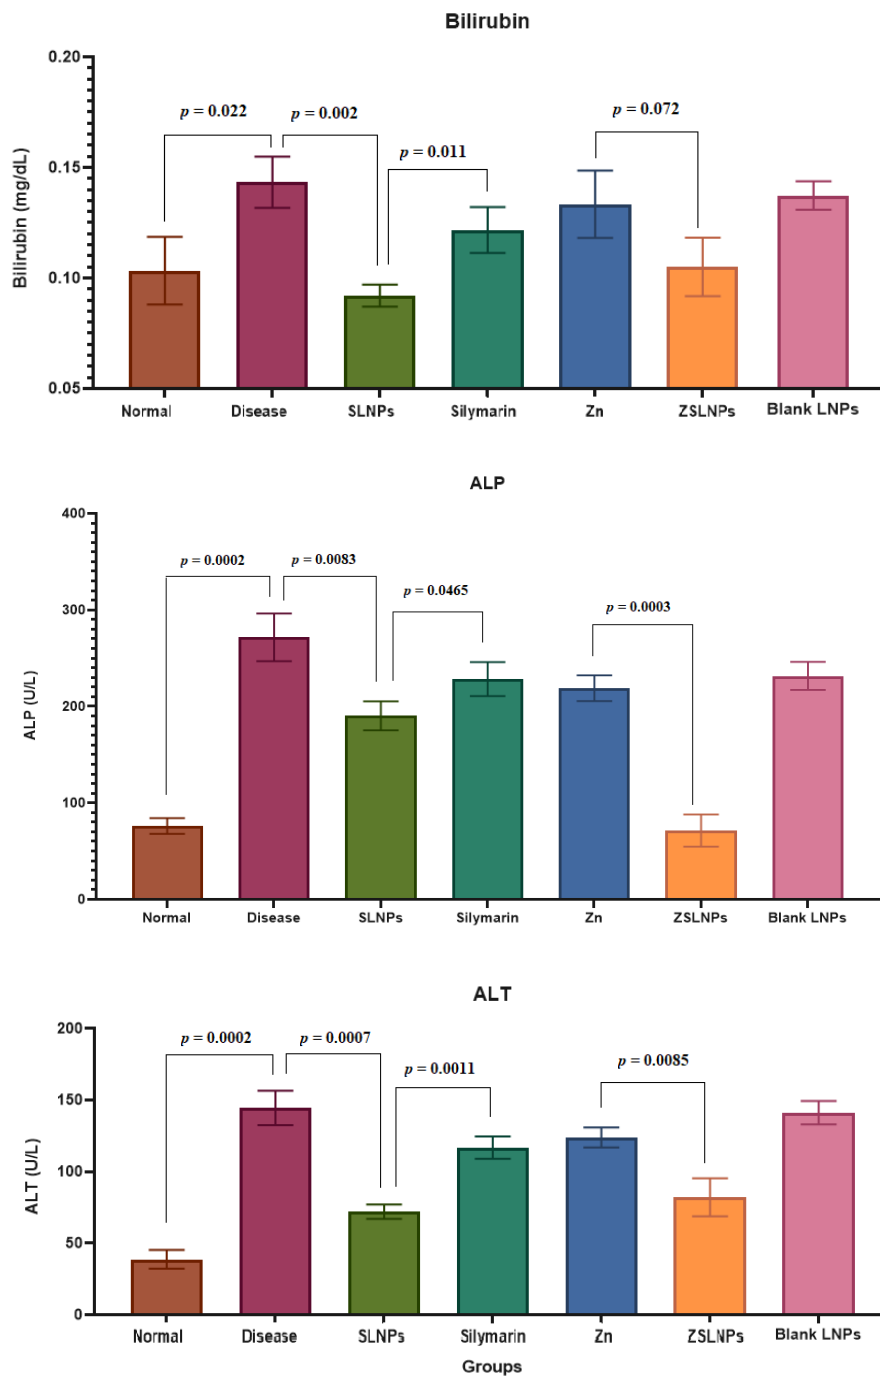 Bilirubin
Bilirubin (mg/dL)
0.20
0.15
0.10
0.05
p = 0.022
p = 0.002
p = 0.011
p = 0.072
Normal Disease SLNPs Silymarin Zn ZSLNPs Blank LNPs
ALP
ALP (U/L)
400
300
200
100
0
p = 0.0002
p = 0.0083
p = 0.0465
p = 0.0003
Normal Disease SLNPs Silymarin Zn ZSLNPs Blank LNPs
ALT
ALT (U/L)
200
150
100
50
0
p = 0.0002
p = 0.0007
p = 0.0011
p = 0.0085
Normal Disease SLNPs Silymarin Zn ZSLNPs Blank LNPs
Groups